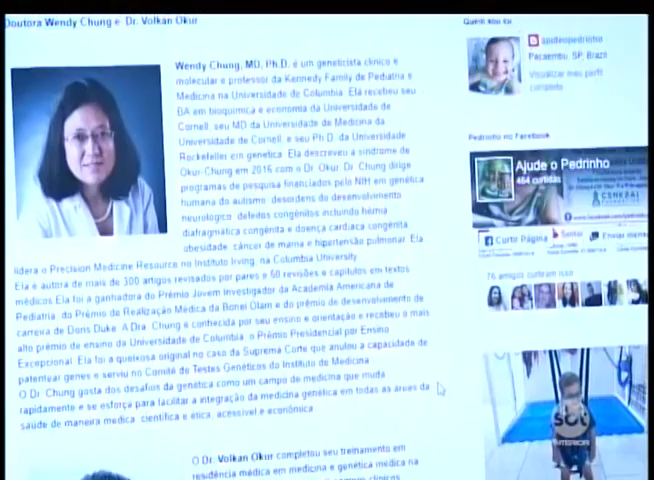 Doutora Wendy Chung e Dr. Volkan Okur
Wendy Chung, MD, Ph.D. é um geneticista clínico e
molecular e professor da Kennedy Family de Pediatria e
Medicina na Universidade de Columbia. Ela recebeu seu
BA em bioquímica e economia da Universidade de
Cornell, seu MD da Universidade de Medicina da
Universidade de Cornell, e seu Ph.D. da Universidade
Rockefeller em genética. Ela descreveu a síndrome de
Okur-Chung em 2016 com o Dr. Okur. Dr. Chung dirige
programas de pesquisa financiados pelo NIH em genética
humana do autismo, desordens do desenvolvimento
neurológico, defeitos congênitos incluindo hérnia
diafragmática congênita e doença cardíaca congênita,
obesidade, câncer de mama e hipertensão pulmonar. Ela
lidera o Precision Medicine Resource no Instituto Irving, na Columbia University.
Ela é autora de mais de 300 artigos revisados por pares e 50 revisões e capítulos em textos
médicos. Ela foi a ganhadora do Prêmio Jovem Investigador da Academia Americana de
Pediatria, do Prêmio de Realização Médica da Bonei Olam e do prêmio de desenvolvimento de
carreira de Doris Duke. A Dra. Chung é conhecida por seu ensino e orientação e recebeu o mais
alto prêmio de ensino da Universidade de Columbia, o Prêmio Presidencial por Ensino
Excepcional. Ela foi a queixosa original no caso da Suprema Corte que anulou a capacidade de
patentear genes e serviu no Comitê de Testes Genéticos do Instituto de Medicina.
O Dr. Chung gosta dos desafios da genética como um campo de medicina que muda
rapidamente e se esforça para facilitar a integração da medicina genética em todas as áreas da
saúde de maneira médica, científica e ética, acessível e econômica.
O Dr. Volkan Okur completou seu treinamento em
residência médica em medicina e genética médica na
Quem sou eu
ajudeopedrinho
Pacaembu, SP, Brazil
Visualizar meu perfil
completo
Pedrinho no Facebook
Ajude o Pedrinho
464 curtidas
Curtir Página
76 amigos curtiram isso
sbt
INTERIOR